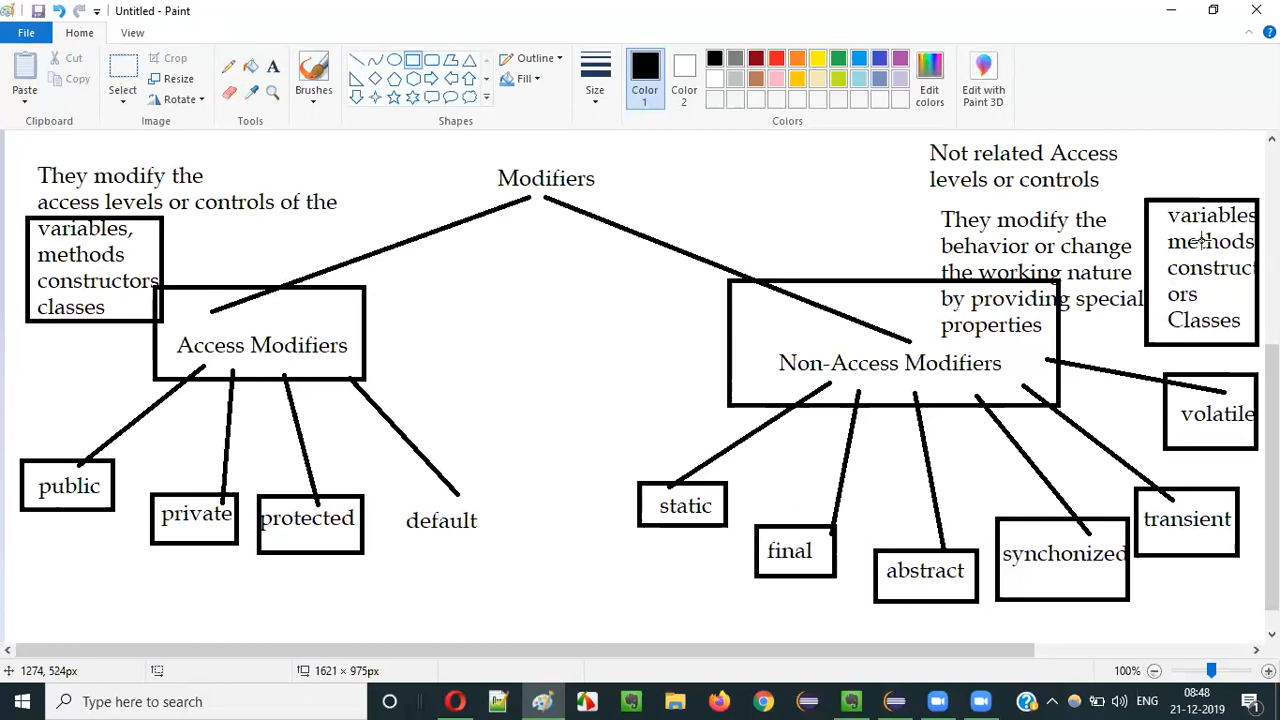 Untitled - Paint
File
Home
View
Cut
Copy
Paste
Clipboard
Crop
Resize
Rotate
Select
Image
Tools
Brushes
Outline
Fill
Shapes
Size
Color 1
Color 2
Colors
Edit colors
Edit with Paint 3D
They modify the
access levels or controls of the
variables,
methods
constructors
classes
Modifiers
Not related Access
levels or controls
They modify the
behavior or change
the working nature
by providing special
properties
variables
methods
construct
ors
Classes
Access Modifiers
Non-Access Modifiers
public
private
protected
default
static
final
abstract
synchonized
transient
volatile
1274, 524px
1621 × 975px
100%
Type here to search
ENG
08:48
21-12-2019
1